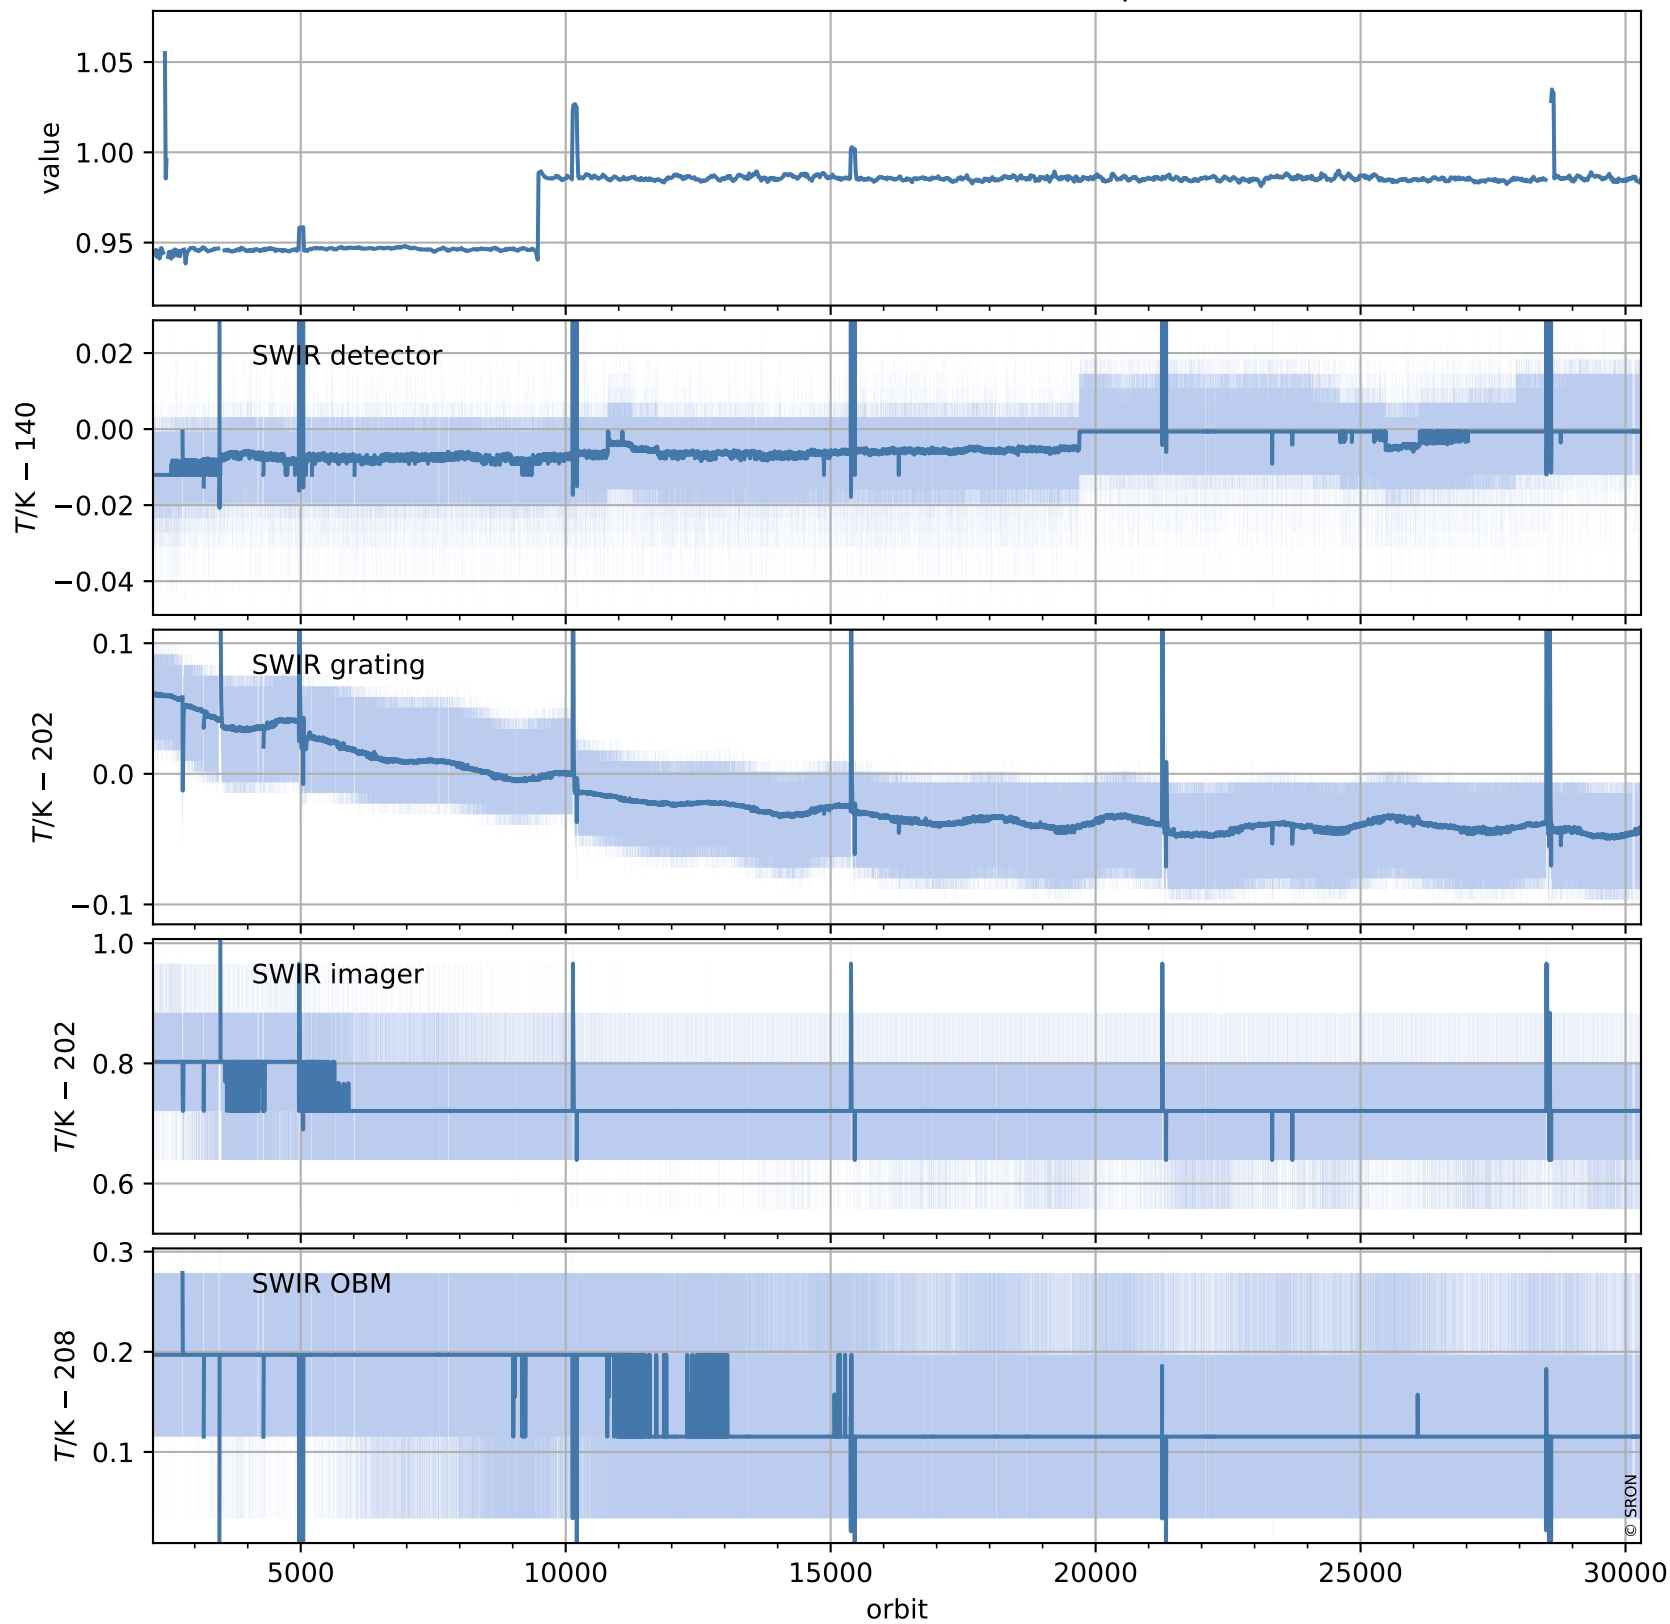 1.05
1.00
0.95
value
SWIR detector
0.02
0.00
−0.02
−0.04
T/K − 140
SWIR grating
0.1
0.0
−0.1
T/K − 202
SWIR imager
1.0
0.8
0.6
T/K − 202
SWIR OBM
0.3
0.2
0.1
T/K − 208
© SRON
5000 10000 15000 20000 25000 30000
orbit